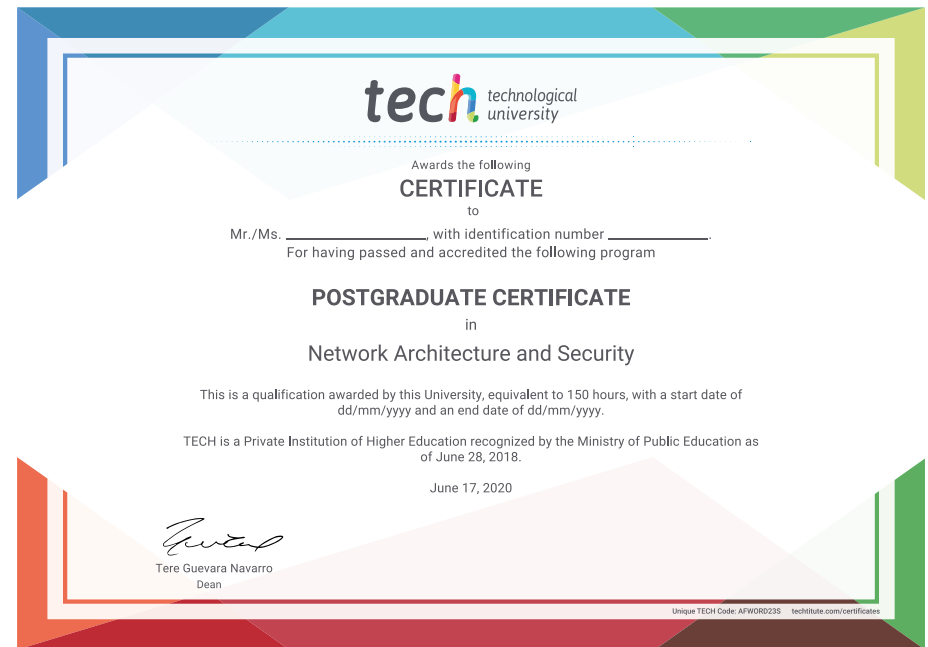 tech technological
university
Awards the following
CERTIFICATE
to
Mr./Ms. ____________________, with identification number ______________.
For having passed and accredited the following program
POSTGRADUATE CERTIFICATE
in
Network Architecture and Security
This is a qualification awarded by this University, equivalent to 150 hours, with a start date of
dd/mm/yyyy and an end date of dd/mm/yyyy.
TECH is a Private Institution of Higher Education recognized by the Ministry of Public Education as
of June 28, 2018.
June 17, 2020
Tere Guevara Navarro
Dean
Unique TECH Code: AFWORD23S techtitute.com/certificates